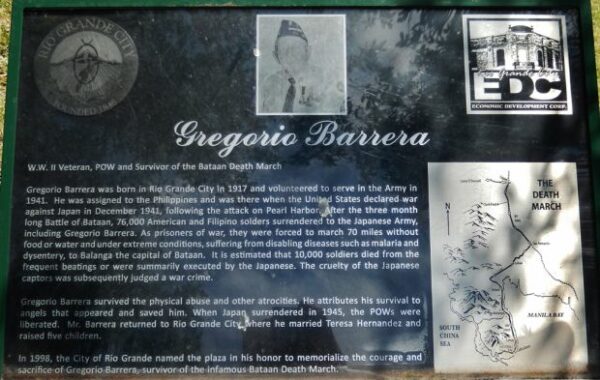 RIO GRANDE CITY
Rio Grande City
EDC
ECONOMIC DEVELOPMENT CORP.
Gregorio Barrera
W.W. II Veteran, POW and Survivor of the Bataan Death March
Gregorio Barrera was born in Rio Grande City in 1917 and volunteered to serve in the Army in
1941. He was assigned to the Philippines and was there when the United States declared war
against Japan in December 1941, following the attack on Pearl Harbor. After the three month
long Battle of Bataan, 76,000 American and Filipino soldiers surrendered to the Japanese Army,
including Gregorio Barrera. As prisoners of war, they were forced to march 70 miles without
food or water and under extreme conditions, suffering from disabling diseases such as malaria and
dysentery, to Balanga the capital of Bataan. It is estimated that 10,000 soldiers died from the
frequent beatings or were summarily executed by the Japanese. The cruelty of the Japanese
captors was subsequently judged a war crime.
Gregorio Barrera survived the physical abuse and other atrocities. He attributes his survival to
angels that appeared and saved him. When Japan surrendered in 1945, the POWs were
liberated. Mr. Barrera returned to Rio Grande City where he married Teresa Hernandez and
raised five children.
In 1998, the City of Rio Grande named the plaza in his honor to memorialize the courage and
sacrifice of Gregorio Barrera, survivor of the infamous Bataan Death March.
THE
DEATH
MARCH
N
MANILA BAY
SOUTH
CHINA
SEA